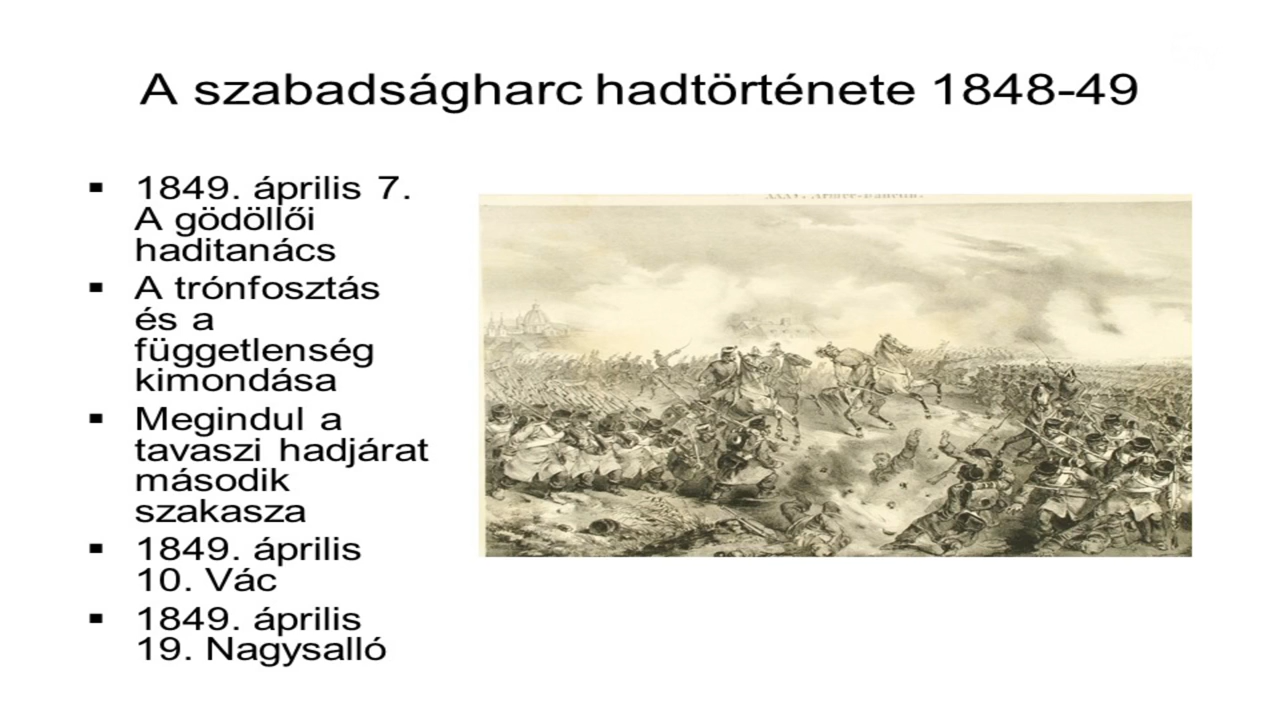 A szabadságharc hadtörténete 1848-49
▪ 1849. április 7.
A gödöllői
haditanács
▪ A trónfosztás
és a
függetlenség
kimondása
▪ Megindul a
tavaszi hadjárat
második
szakasza
▪ 1849. április
10. Vác
▪ 1849. április
19. Nagysalló